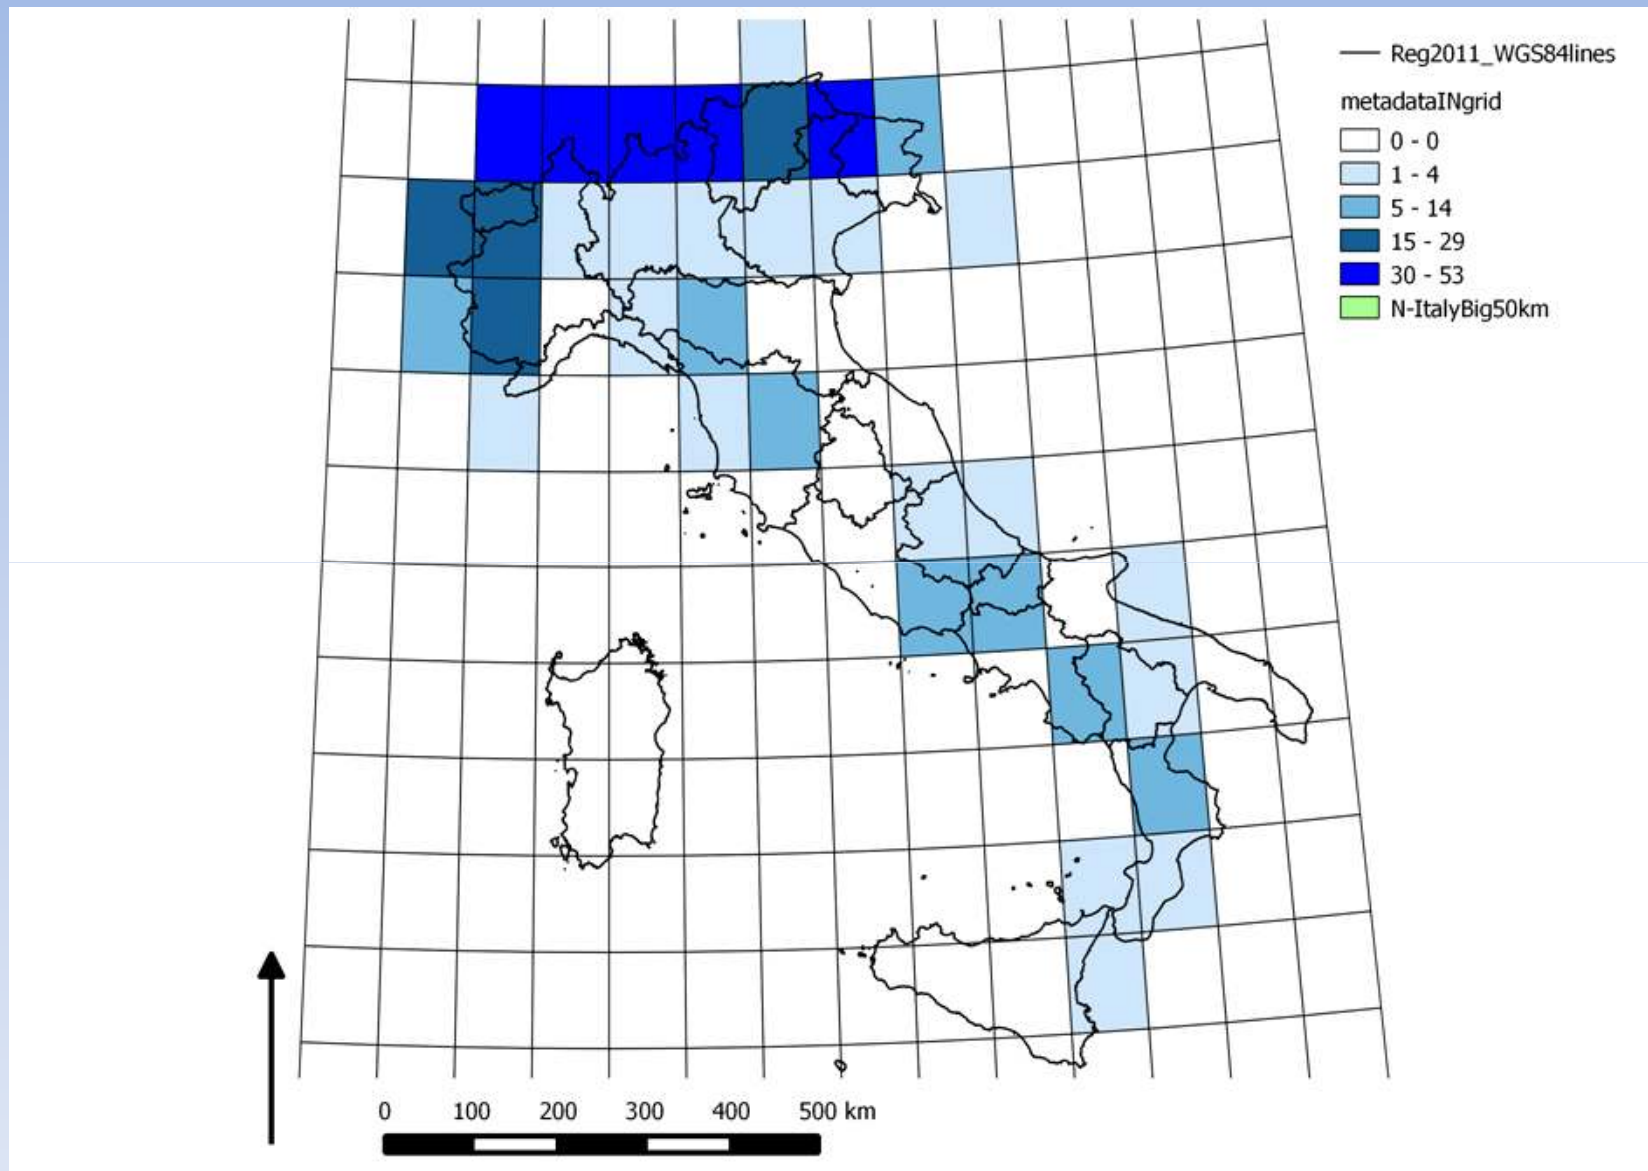 Reg2011_WGS84lines
metadataINgrid
0 - 0
1 - 4
5 - 14
15 - 29
30 - 53
N-ItalyBig50km
0 100 200 300 400 500 km